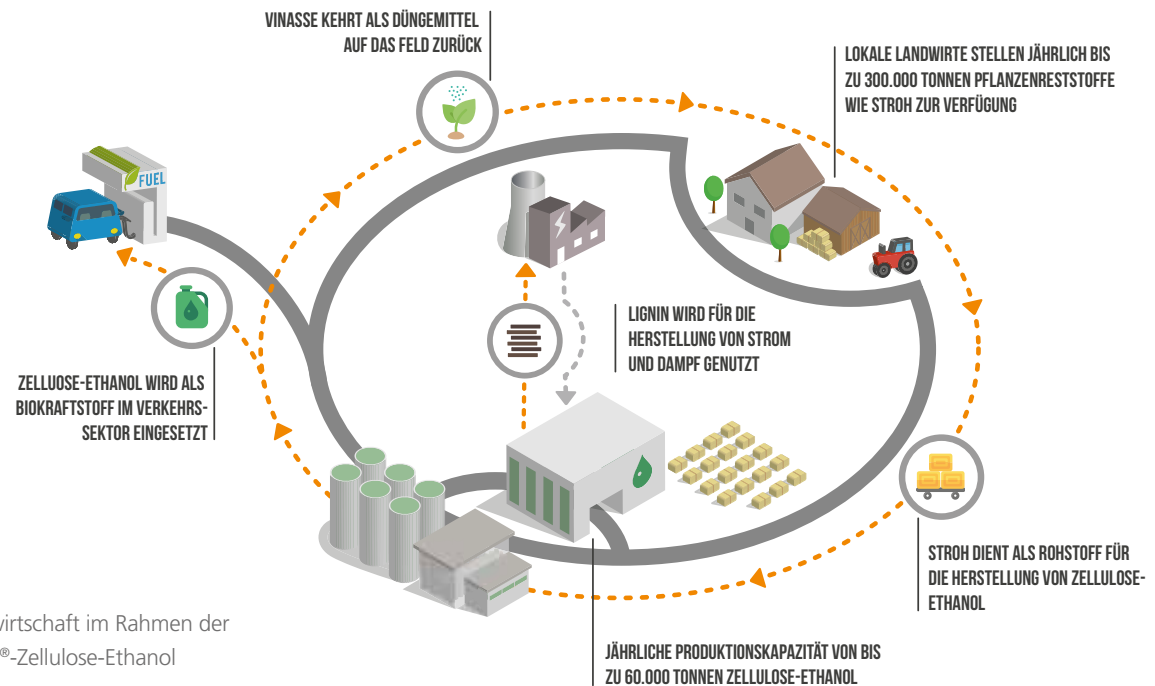 VINASSE KEHRT ALS DÜNGEMITTEL
AUF DAS FELD ZURÜCK
LOKALE LANDWIRTE STELLEN JÄHRLICH BIS
ZU 300.000 TONNEN PFLANZENRESTSTOFFE
WIE STROH ZUR VERFÜGUNG
FUEL
LIGNIN WIRD FÜR DIE
HERSTELLUNG VON STROM
UND DAMPF GENUTZT
ZELLUOSE-ETHANOL WIRD ALS
BIOKRAFTSTOFF IM VERKEHRS-
SEKTOR EINGESETZT
STROH DIENT ALS ROHSTOFF FÜR
DIE HERSTELLUNG VON ZELLULOSE-
ETHANOL
JÄHRLICHE PRODUKTIONSKAPAZITÄT VON BIS
ZU 60.000 TONNEN ZELLULOSE-ETHANOL
wirtschaft im Rahmen der
®-Zellulose-Ethanol